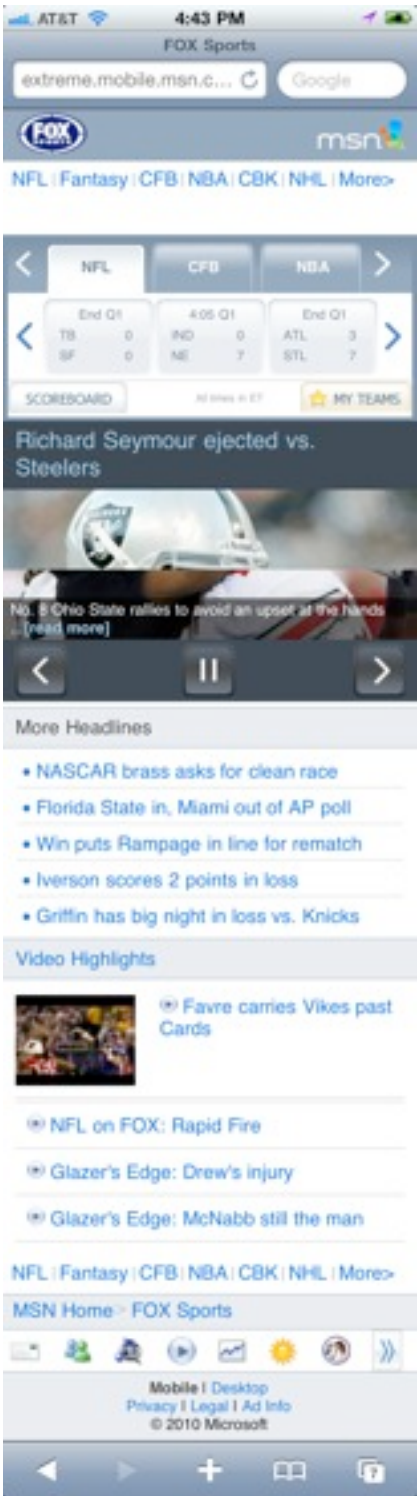 AT&T 4:43 PM
FOX Sports
extreme.mobile.msn.c... Google
FOX SPORTS msn
NFL | Fantasy | CFB | NBA | CBK | NHL | More>
NFL CFB NBA
End Q1 4:05 Q1 End Q1
TB 0 IND 0 ATL 3
SF 0 NE 7 STL 7
SCOREBOARD All times in ET MY TEAMS
Richard Seymour ejected vs.
Steelers
No. 8 Ohio State rallies to avoid an upset at the hands
...[read more]
More Headlines
• NASCAR brass asks for clean race
• Florida State in, Miami out of AP poll
• Win puts Rampage in line for rematch
• Iverson scores 2 points in loss
• Griffin has big night in loss vs. Knicks
Video Highlights
Favre carries Vikes past
Cards
NFL on FOX: Rapid Fire
Glazer's Edge: Drew's injury
Glazer's Edge: McNabb still the man
NFL | Fantasy | CFB | NBA | CBK | NHL | More>
MSN Home > FOX Sports
Mobile | Desktop
Privacy | Legal | Ad Info
© 2010 Microsoft
?